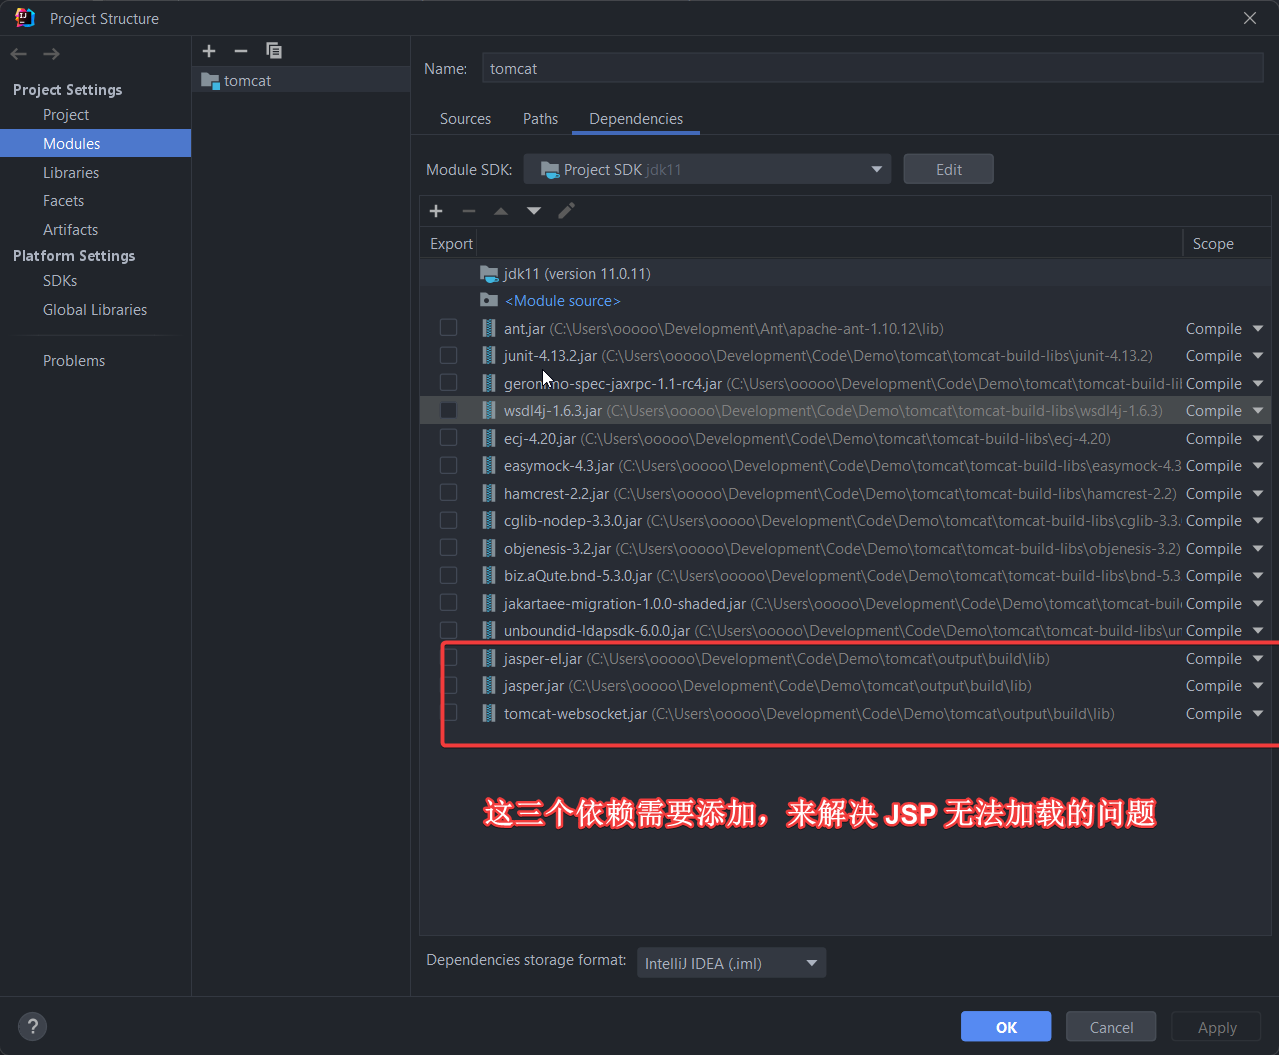 Project Structure
Project Settings
Project
Modules
Libraries
Facets
Artifacts
Platform Settings
SDKs
Global Libraries
Problems
tomcat
Name: tomcat
Sources Paths Dependencies
Module SDK: Project SDK jdk11 Edit
Export Scope
jdk11 (version 11.0.11)
<Module source>
ant.jar (C:\Users\ooooo\Development\Ant\apache-ant-1.10.12\lib) Compile
junit-4.13.2.jar (C:\Users\ooooo\Development\Code\Demo\tomcat\tomcat-build-libs\junit-4.13.2) Compile
geronimo-spec-jaxrpc-1.1-rc4.jar (C:\Users\ooooo\Development\Code\Demo\tomcat\tomcat-build-lil Compile
wsdl4j-1.6.3.jar (C:\Users\ooooo\Development\Code\Demo\tomcat\tomcat-build-libs\wsdl4j-1.6.3) Compile
ecj-4.20.jar (C:\Users\ooooo\Development\Code\Demo\tomcat\tomcat-build-libs\ecj-4.20) Compile
easymock-4.3.jar (C:\Users\ooooo\Development\Code\Demo\tomcat\tomcat-build-libs\easymock-4.3 Compile
hamcrest-2.2.jar (C:\Users\ooooo\Development\Code\Demo\tomcat\tomcat-build-libs\hamcrest-2.2) Compile
cglib-nodep-3.3.0.jar (C:\Users\ooooo\Development\Code\Demo\tomcat\tomcat-build-libs\cglib-3.3. Compile
objenesis-3.2.jar (C:\Users\ooooo\Development\Code\Demo\tomcat\tomcat-build-libs\objenesis-3.2) Compile
biz.aQute.bnd-5.3.0.jar (C:\Users\ooooo\Development\Code\Demo\tomcat\tomcat-build-libs\bnd-5.3 Compile
jakartaee-migration-1.0.0-shaded.jar (C:\Users\ooooo\Development\Code\Demo\tomcat\tomcat-buil Compile
unboundid-ldapsdk-6.0.0.jar (C:\Users\ooooo\Development\Code\Demo\tomcat\tomcat-build-libs\ur Compile
jasper-el.jar (C:\Users\ooooo\Development\Code\Demo\tomcat\output\build\lib) Compile
jasper.jar (C:\Users\ooooo\Development\Code\Demo\tomcat\output\build\lib) Compile
tomcat-websocket.jar (C:\Users\ooooo\Development\Code\Demo\tomcat\output\build\lib) Compile
这三个依赖需要添加，来解决 JSP 无法加载的问题
Dependencies storage format: IntelliJ IDEA (.iml)
? OK Cancel Apply